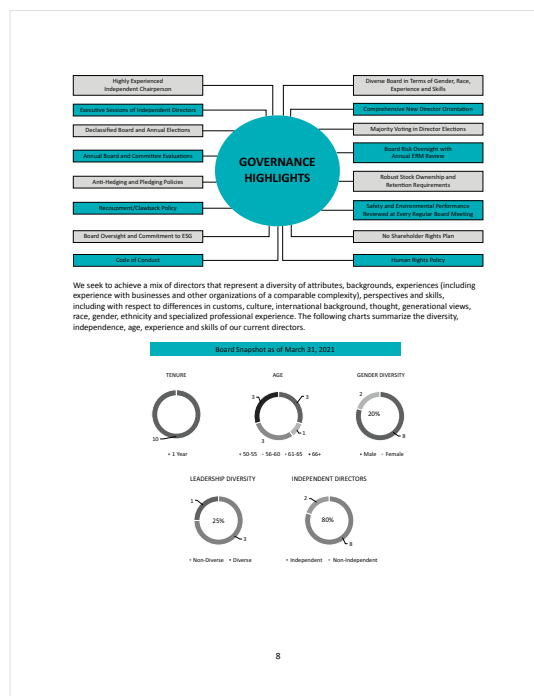 Highly Experienced
Independent Chairperson
Executive Sessions of Independent Directors
Declassified Board and Annual Elections
Annual Board and Committee Evaluations
Anti-Hedging and Pledging Policies
Recoupment/Clawback Policy
Board Oversight and Commitment to ESG
Code of Conduct
GOVERNANCE
HIGHLIGHTS
Diverse Board in Terms of Gender, Race,
Experience and Skills
Comprehensive New Director Orientation
Majority Voting in Director Elections
Board Risk Oversight with
Annual ERM Review
Robust Stock Ownership and
Retention Requirements
Safety and Environmental Performance
Reviewed at Every Regular Board Meeting
No Shareholder Rights Plan
Human Rights Policy
We seek to achieve a mix of directors that represent a diversity of attributes, backgrounds, experiences (including
experience with businesses and other organizations of a comparable complexity), perspectives and skills,
including with respect to differences in customs, culture, international background, thought, generational views,
race, gender, ethnicity and specialized professional experience. The following charts summarize the diversity,
independence, age, experience and skills of our current directors.
Board Snapshot as of March 31, 2021
TENURE
10
• 1 Year
AGE
3
3
1
3
• 50-55 • 56-60 • 61-65 • 66+
GENDER DIVERSITY
2
20%
8
• Male • Female
LEADERSHIP DIVERSITY
1
25%
3
• Non-Diverse • Diverse
INDEPENDENT DIRECTORS
2
80%
8
• Independent • Non-Independent
8